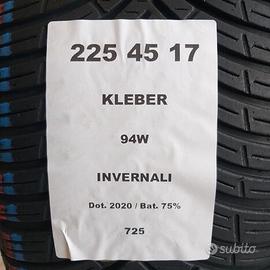 225 45 17
KLEBER
94W
INVERNALI
Dot. 2020 / Bat. 75%
725
subito